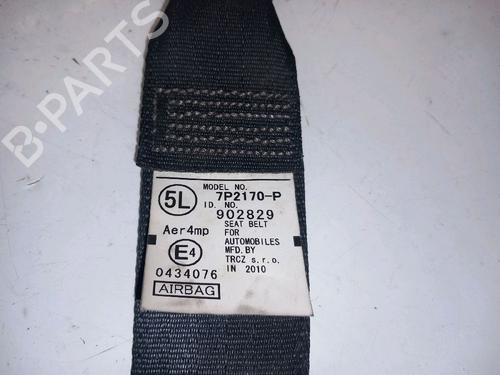 B-PARTS
MODEL NO.
5L 7P2170-P
ID. NO.
902829
SEAT BELT
Aer4mp FOR
AUTOMOBILES
E4 MFD.BY
TRCZ s.r.o.
0434076 IN 2010
AIRBAG